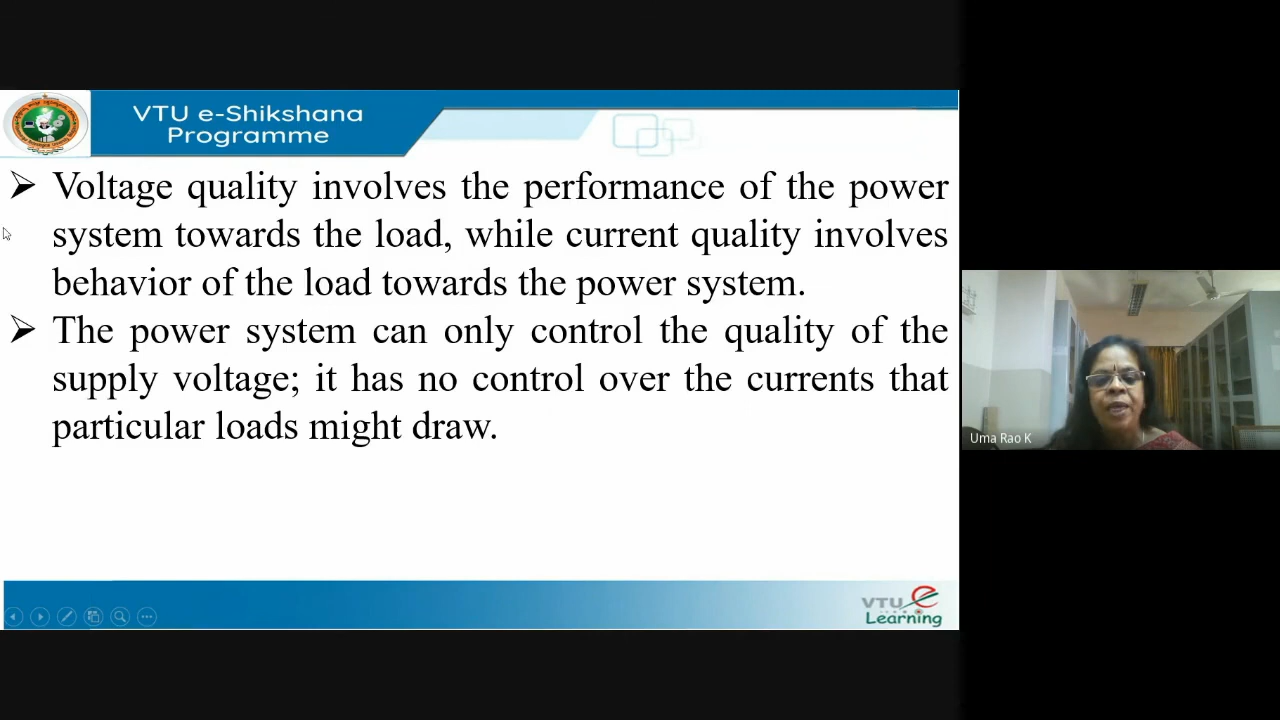 VTU e-Shikshana
Programme
➢ Voltage quality involves the performance of the power
system towards the load, while current quality involves
behavior of the load towards the power system.
➢ The power system can only control the quality of the
supply voltage; it has no control over the currents that
particular loads might draw.
Uma Rao K
VTU e
Learning